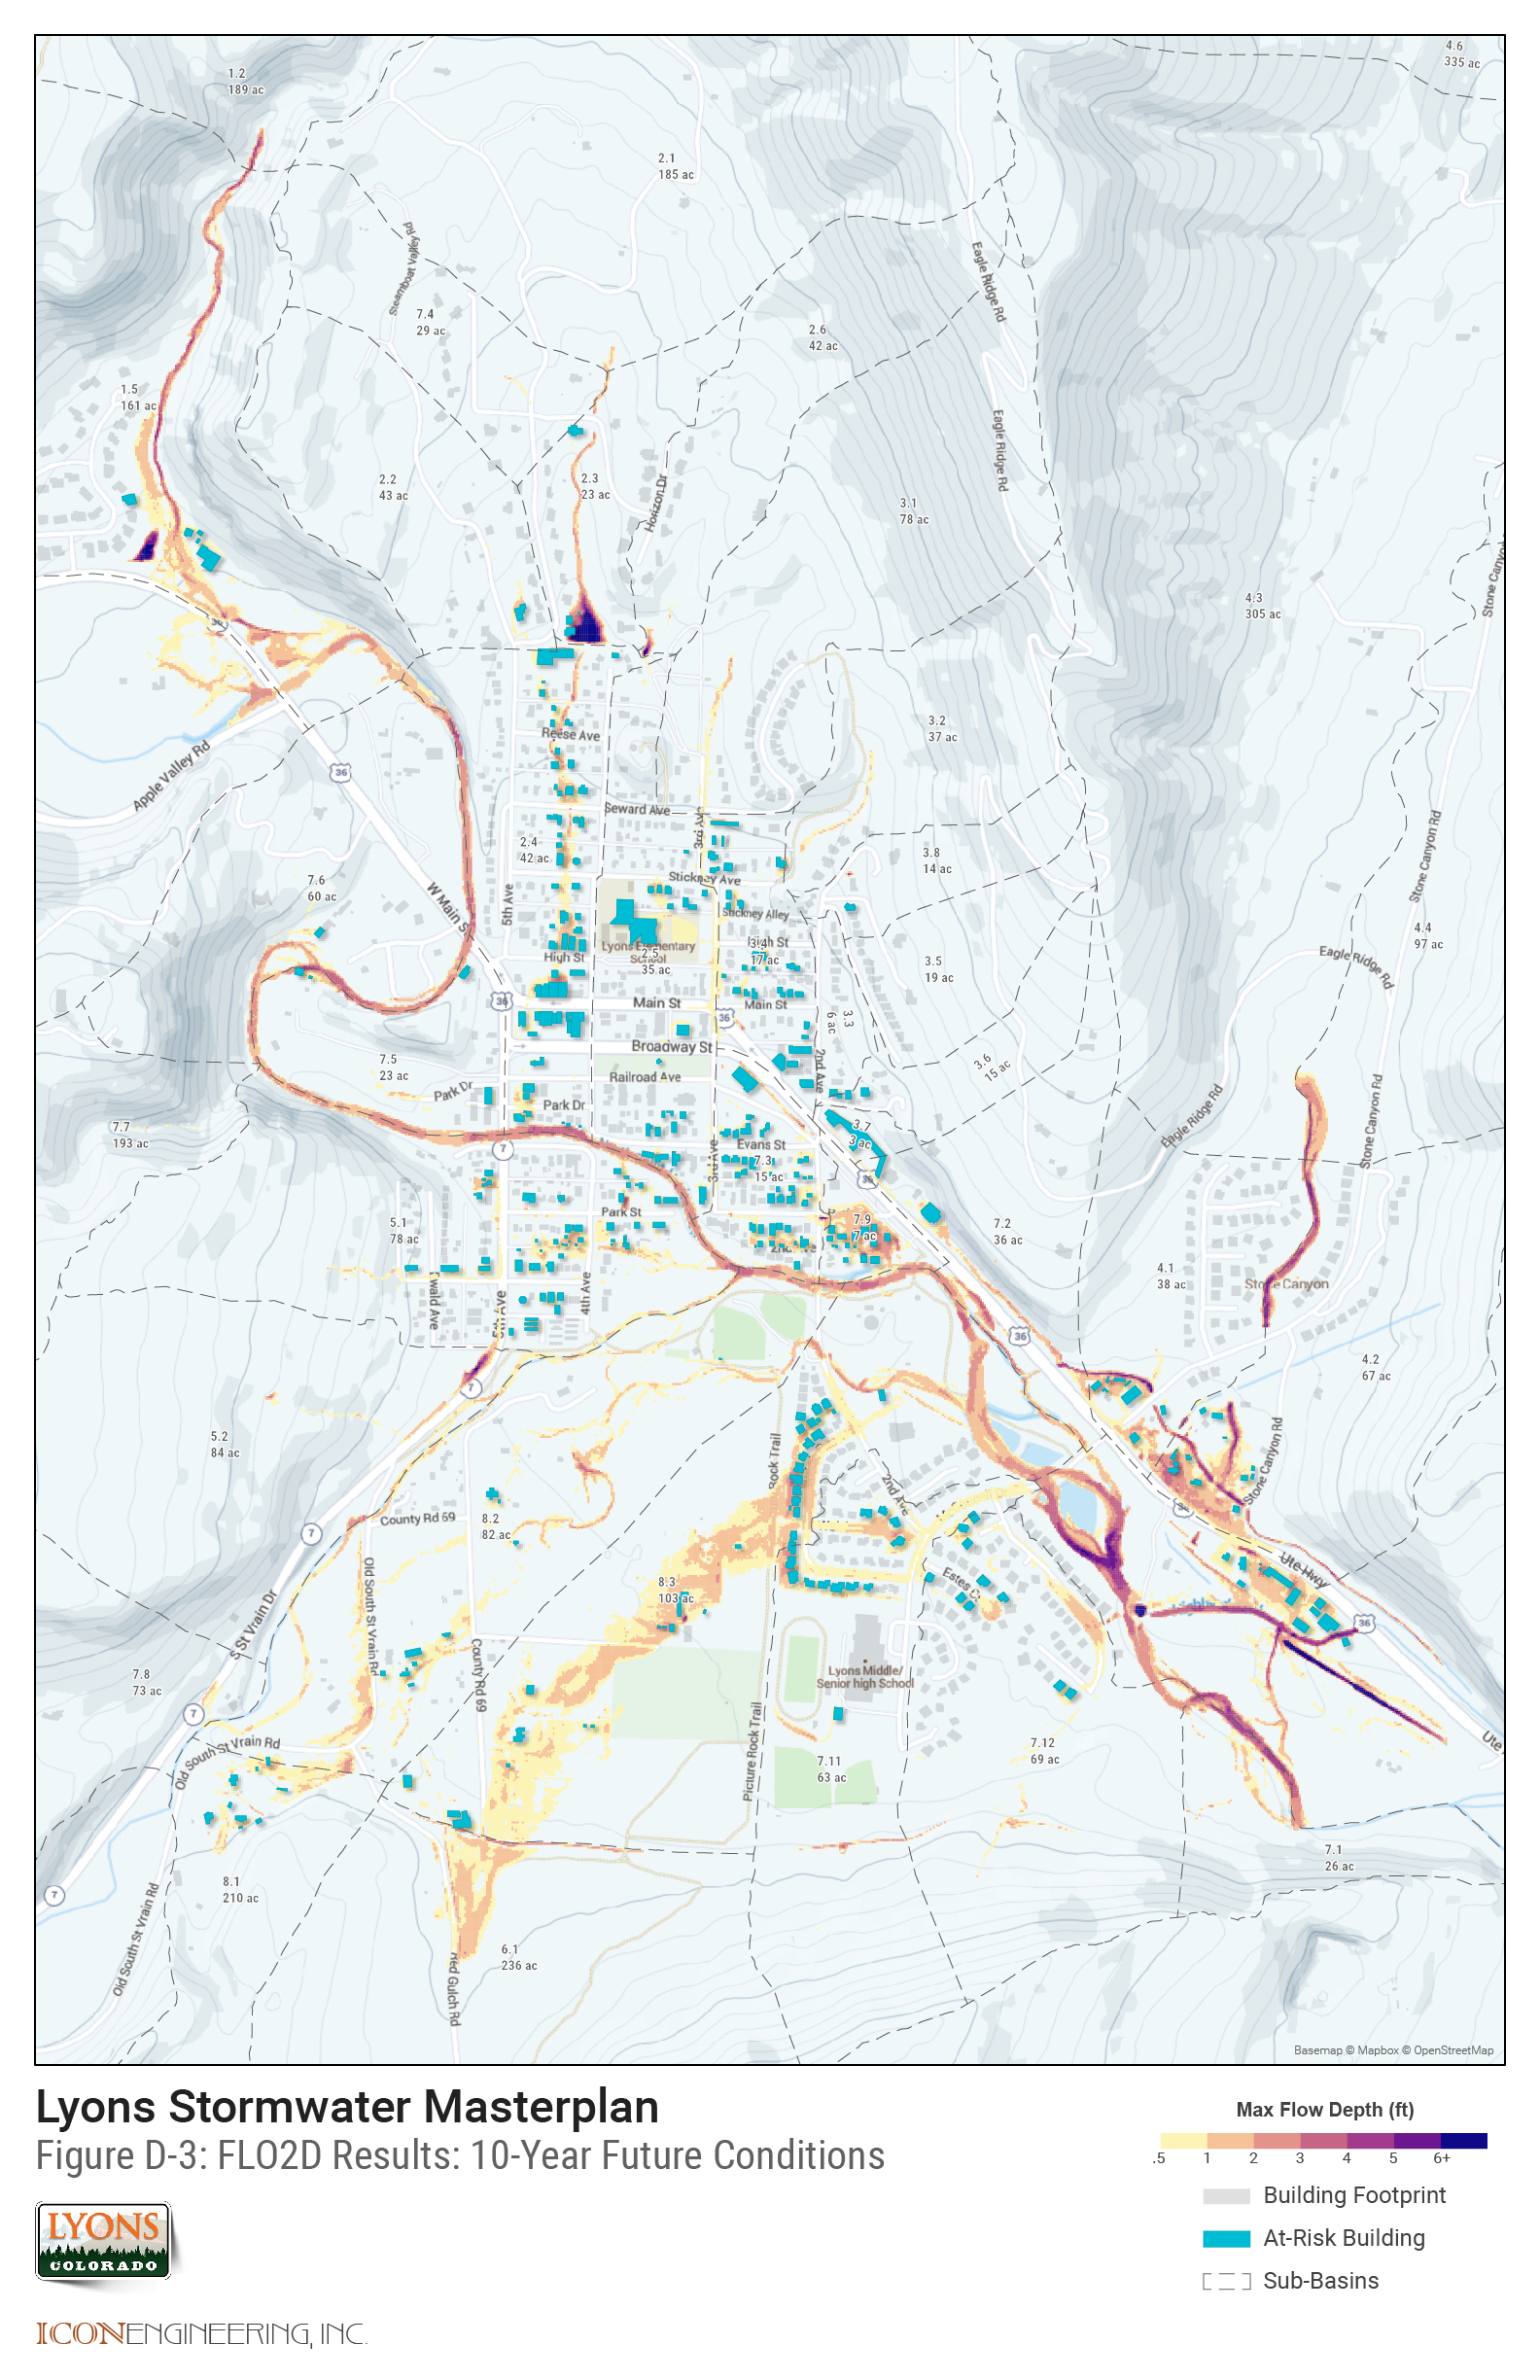 4.6
335 ac
1.2
189 ac
2.1
185 ac
Steamboat Valley Rd
Eagle Ridge Rd
7.4
29 ac
2.6
42 ac
1.5
161 ac
Eagle Ridge Rd
2.2
43 ac
2.3
23 ac
Horizon Dr
3.1
78 ac
Stone Canyo
4.3
305 ac
3.2
37 ac
Reese Ave
36
Apple Valley Rd
Seward Ave
3rd Ave
2.4
42 ac
3.8
14 ac
Stone Canyon Rd
7.6
60 ac
W Main S
5th Ave
Stickney Ave
Stickney Alley
4.4
97 ac
Lyons Elementary
School
High St
2.5
35 ac
3.4
17 ac
3.5
19 ac
Eagle Ridge Rd
36
Main St
Main St
36
3.3
6 ac
Broadway St
2nd Ave
7.5
23 ac
Park Dr
Railroad Ave
3.6
15 ac
Park Dr
7.7
193 ac
7
3rd Ave
Evans St
7.3
15 ac
3.7
3 ac
36
Eagle Ridge Rd
Stone Canyon Rd
5.1
78 ac
Park St
7.9
7 ac
7.2
36 ac
4.1
38 ac
Stone Canyon
wald Ave
4th Ave
36
4.2
67 ac
7
5.2
84 ac
Rock Trail
2nd Ave
Stone Canyon Rd
County Rd 69
8.2
82 ac
7
Old South St Vrain Rd
8.3
103 ac
Ute Hwy
36
S St Vrain Dr
County Rd 69
Lyons Middle/
Senior high School
7.8
73 ac
7
Old South St Vrain Rd
Picture Rock Trail
7.11
63 ac
7.12
69 ac
Ute
7.1
26 ac
7
8.1
210 ac
Old South St Vrain Rd
6.1
236 ac
Red Gulch Rd
Basemap © Mapbox © OpenStreetMap
Lyons Stormwater Masterplan
Figure D-3: FLO2D Results: 10-Year Future Conditions
Max Flow Depth (ft)
.5 1 2 3 4 5 6+
Building Footprint
At-Risk Building
Sub-Basins
LYONS
COLORADO
ICONENGINEERING, INC.